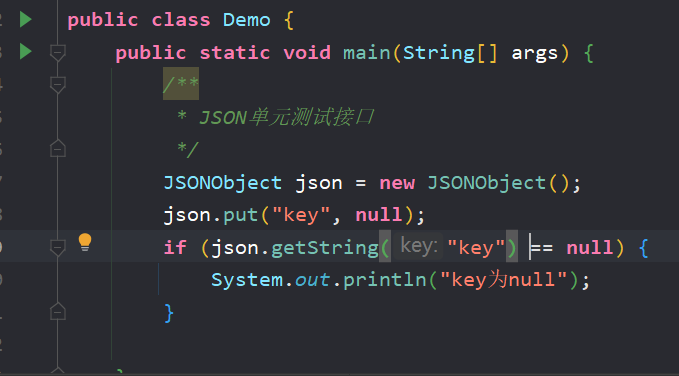 public class Demo {
public static void main(String[] args) {
/**
* JSON单元测试接口
*/
JSONObject json = new JSONObject();
json.put("key", null);
if (json.getString( key: "key") == null) {
System.out.println("key为null");
}
}